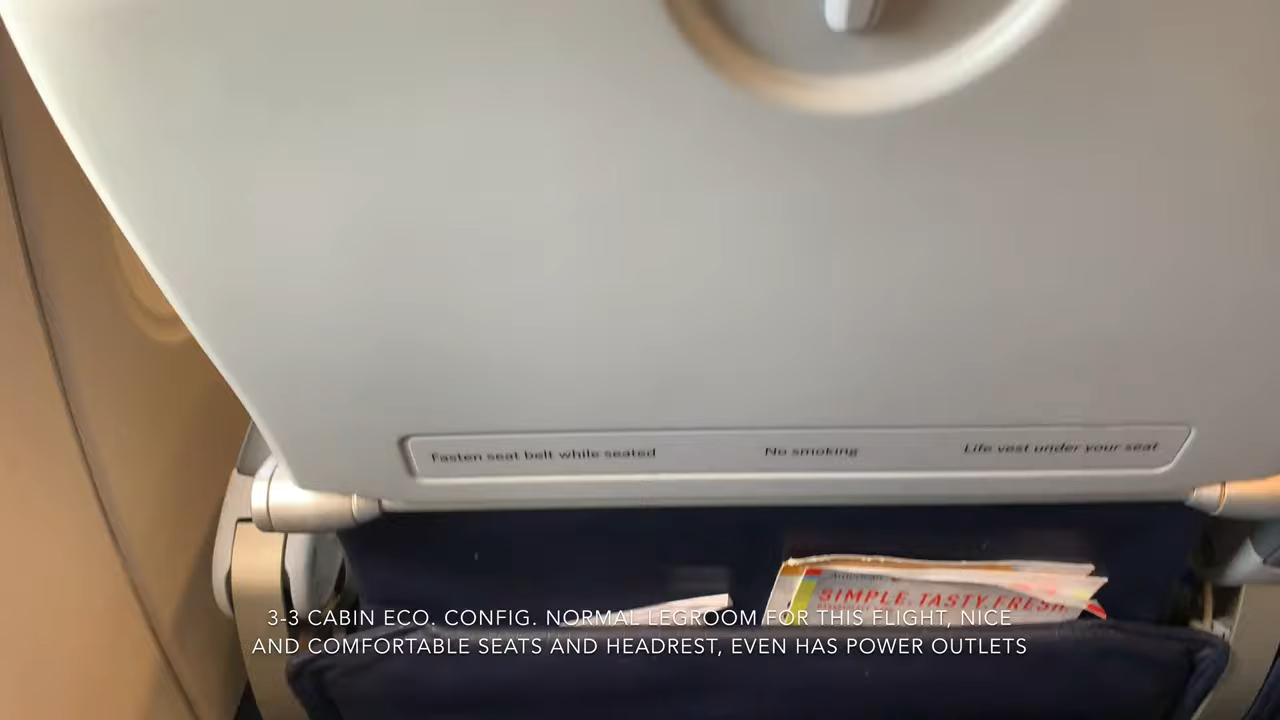 Fasten seat belt while seated No smoking Life vest under your seat
American
SIMPLE. TASTY. FRESH.
3-3 CABIN ECO. CONFIG. NORMAL LEGROOM FOR THIS FLIGHT, NICE
AND COMFORTABLE SEATS AND HEADREST, EVEN HAS POWER OUTLETS